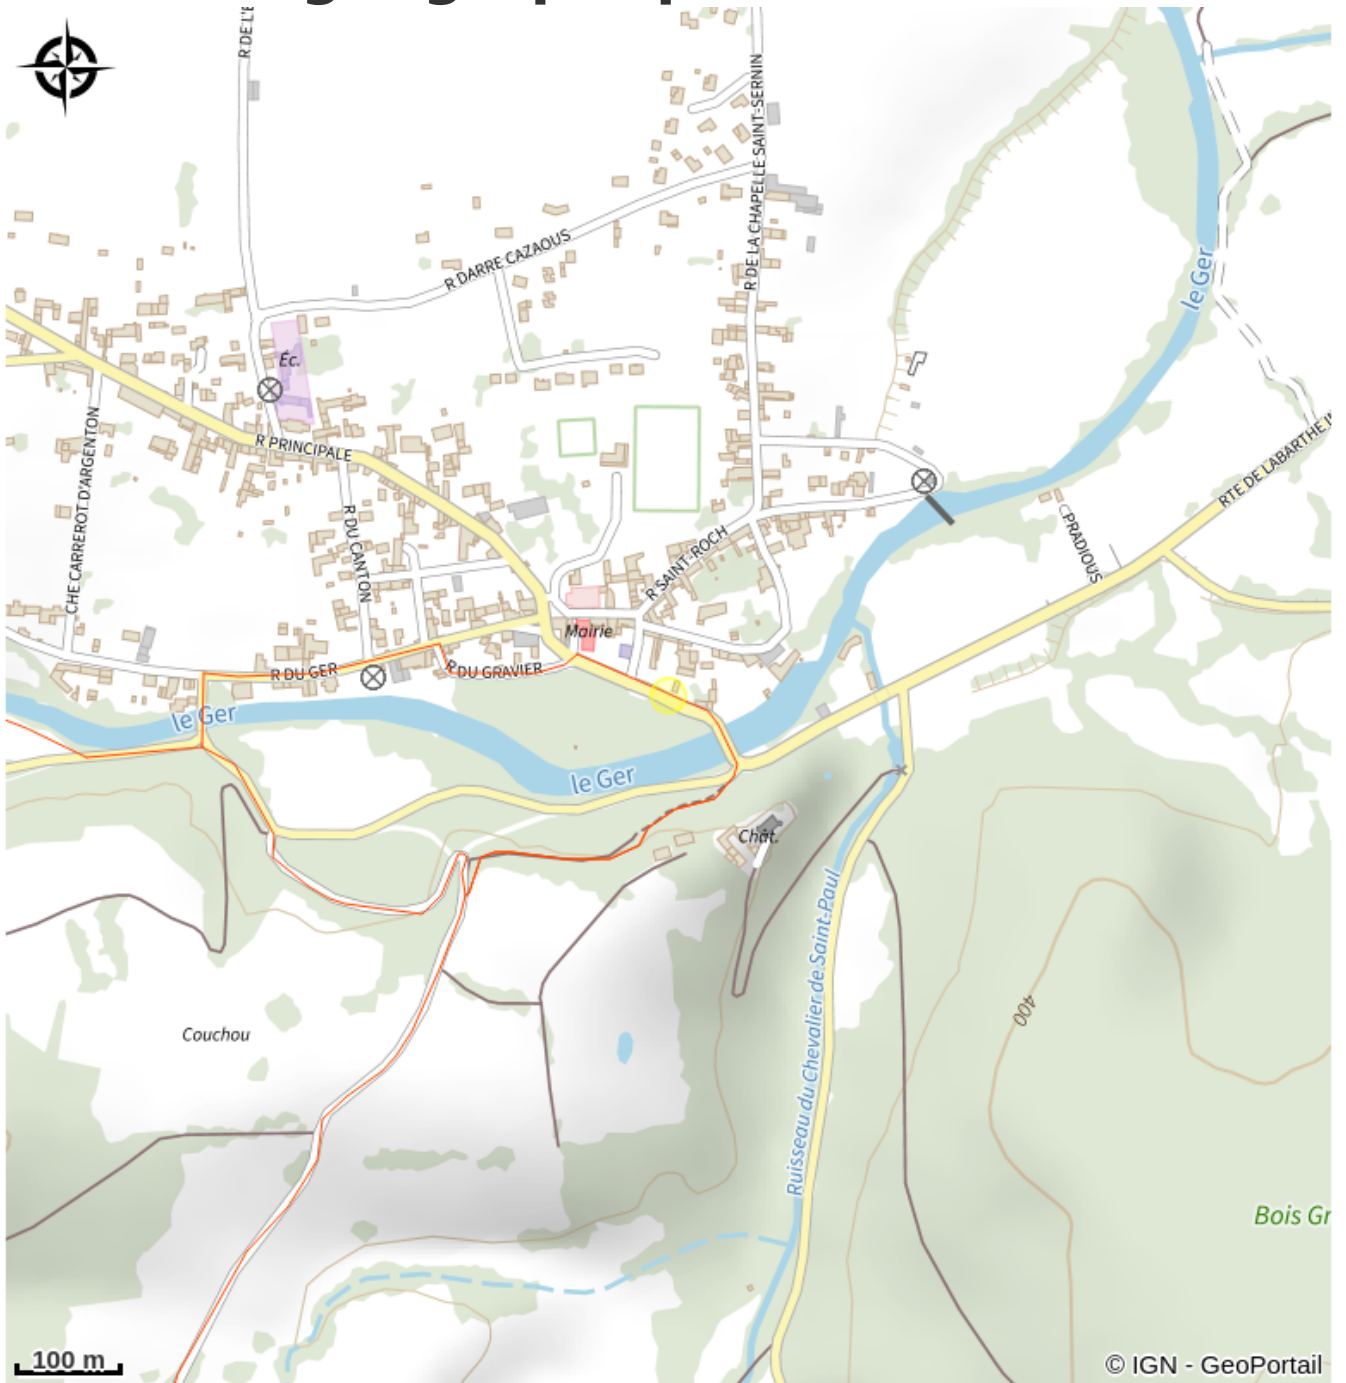 R DE L'E
R DE LA CHAPELLE SAINT-SERNIN
R DARRE CAZAOUS
le Ger
Éc.
R PRINCIPALE
CHE CARREROT D'ARGENTON
R DU CANTON
RTE DE LABARTHE I
PRADIOUS
R SAINT-ROCH
Mairie
R DU GER
R DU GRAVIER
le Ger
le Ger
Chât.
Ruisseau du Chevalier de Saint-Paul
400
Couchou
Bois Gr
100 m
© IGN - GeoPortail